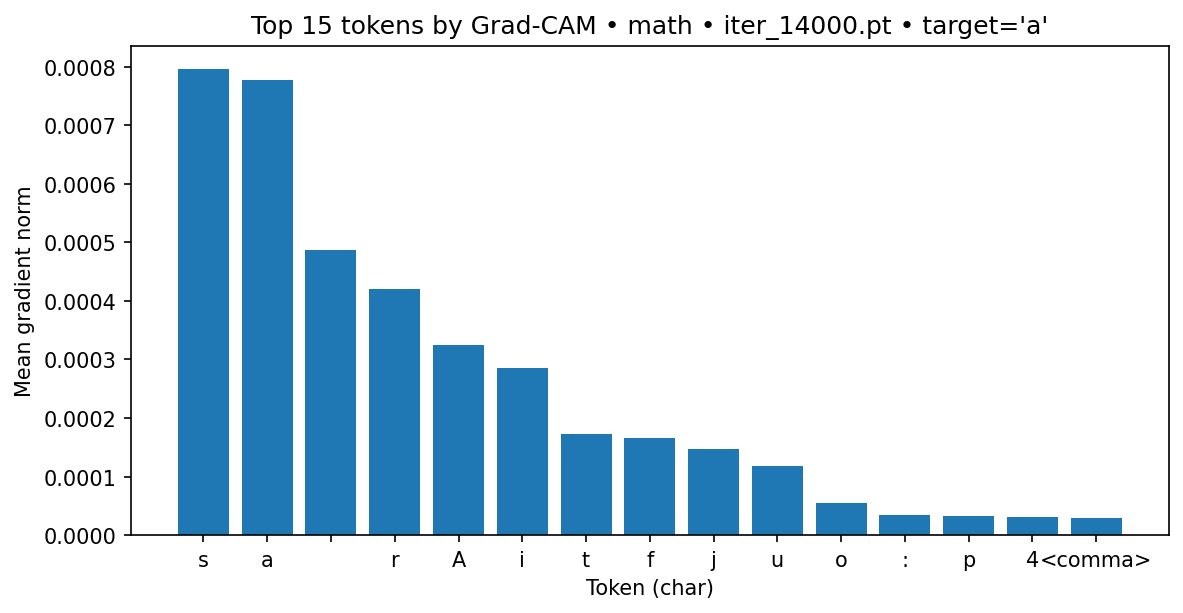 Top 15 tokens by Grad-CAM • math • iter_14000.pt • target='a'
Mean gradient norm
0.0008
0.0007
0.0006
0.0005
0.0004
0.0003
0.0002
0.0001
0.0000
s a r A i t f j u o : p 4 <comma>
Token (char)